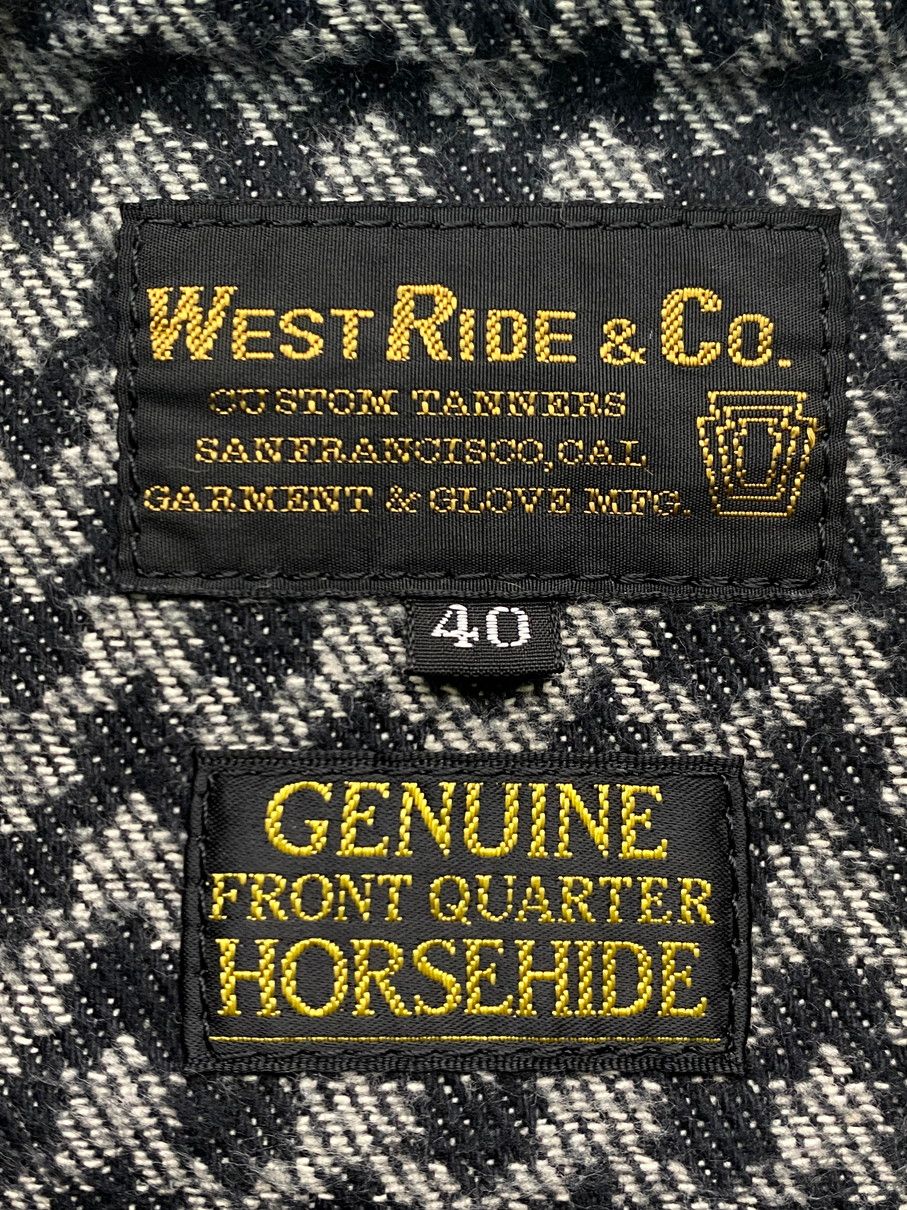 WEST RIDE & CO.
CUSTOM TANNERS
SANFRANCISCO, CAL
GARMENT & GLOVE MFG.
40
GENUINE
FRONT QUARTER
HORSEHIDE